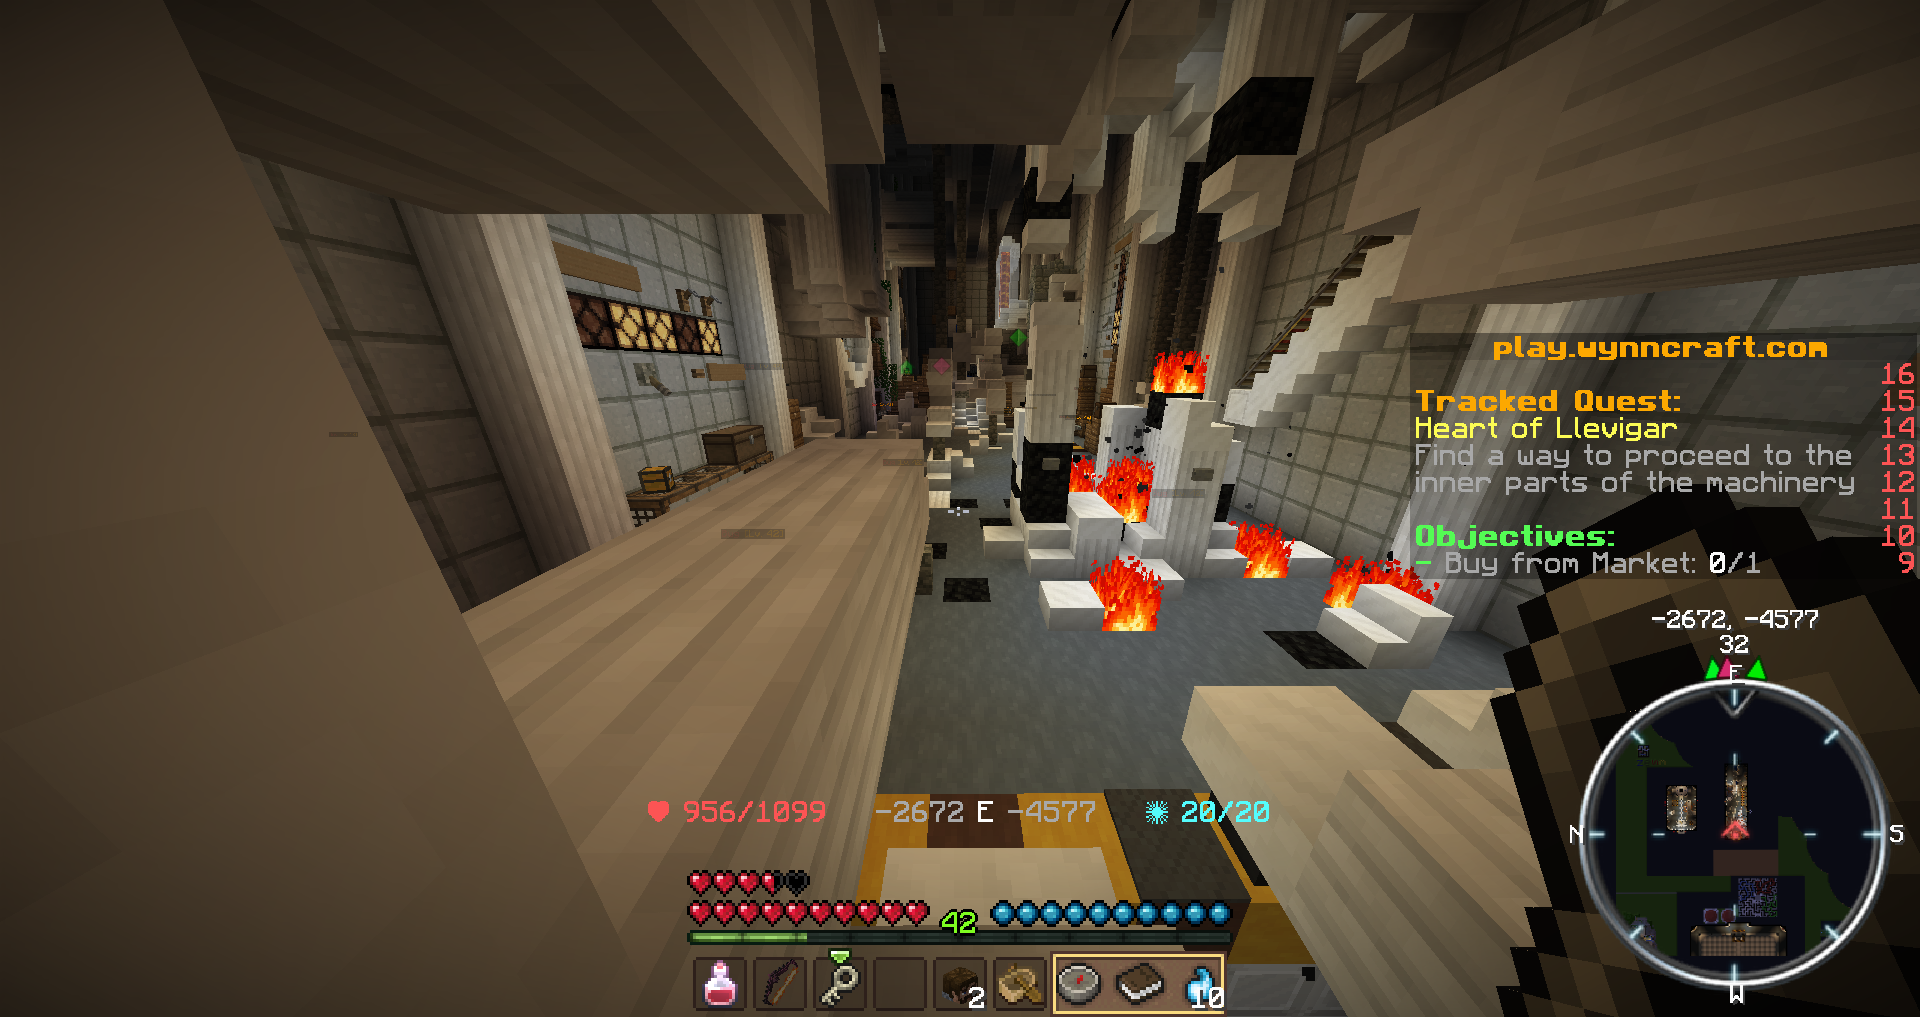 play.wynncraft.com
16
Tracked Quest: 15
Heart of Llevigar 14
Find a way to proceed to the 13
inner parts of the machinery 12
11
Objectives: 10
- Buy from Market: 0/1 9
-2672, -4577
32
E
N
S
W
956/1099 -2672 E -4577 20/20
42
2
10